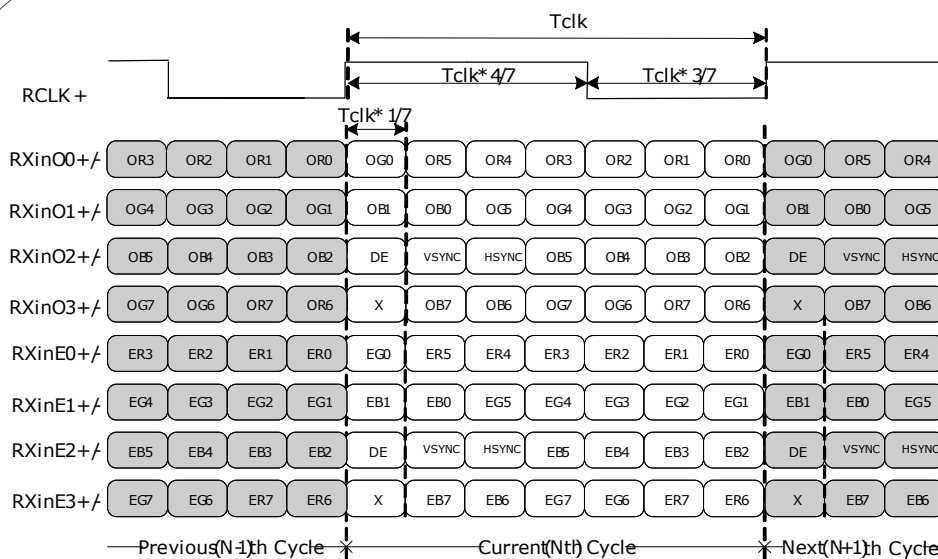 Tclk
Tclk* 4/7 Tclk* 3/7
RCLK +
Tclk* 1/7
RXinO0+/- OR3 OR2 OR1 OR0 OG0 OR5 OR4 OR3 OR2 OR1 OR0 OG0 OR5 OR4
RXinO1+/- OG4 OG3 OG2 OG1 OB1 OB0 OG5 OG4 OG3 OG2 OG1 OB1 OB0 OG5
RXinO2+/- OB5 OB4 OB3 OB2 DE VSYNC HSYNC OB5 OB4 OB3 OB2 DE VSYNC HSYNC
RXinO3+/- OG7 OG6 OR7 OR6 X OB7 OB6 OG7 OG6 OR7 OR6 X OB7 OB6
RXinE0+/- ER3 ER2 ER1 ER0 EG0 ER5 ER4 ER3 ER2 ER1 ER0 EG0 ER5 ER4
RXinE1+/- EG4 EG3 EG2 EG1 EB1 EB0 EG5 EG4 EG3 EG2 EG1 EB1 EB0 EG5
RXinE2+/- EB5 EB4 EB3 EB2 DE VSYNC HSYNC EB5 EB4 EB3 EB2 DE VSYNC HSYNC
RXinE3+/- EG7 EG6 ER7 ER6 X EB7 EB6 EG7 EG6 ER7 ER6 X EB7 EB6
Previous(N-1)th Cycle Current(Nth) Cycle Next(N+1)th Cycle